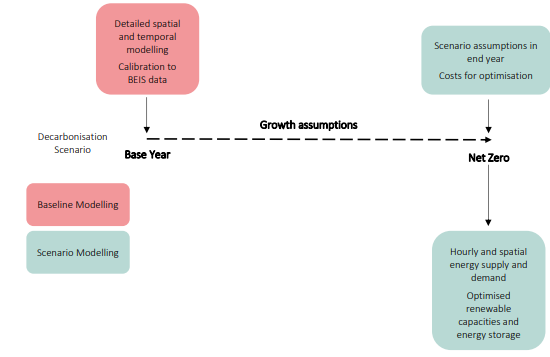 Detailed spatial
and temporal
modelling
Calibration to
BEIS data
Scenario assumptions in
end year
Costs for optimisation
Growth assumptions
Decarbonisation
Scenario
Base Year
Net Zero
Baseline Modelling
Scenario Modelling
Hourly and spatial
energy supply and
demand
Optimised
renewable
capacities and
energy storage